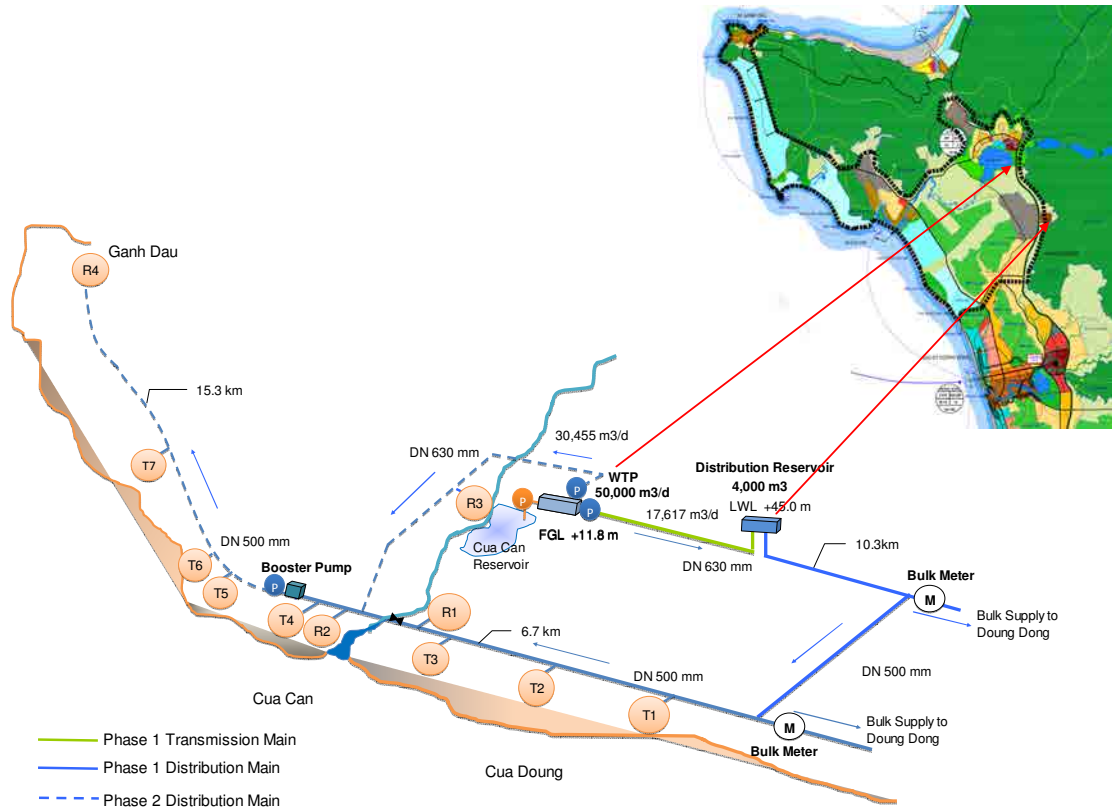 Ganh Dau
R4
15.3 km
30,455 m3/d
DN 630 mm
WTP
50,000 m3/d
Distribution Reservoir
4,000 m3
LWL +45.0 m
T7
R3
P
P
P
17,617 m3/d
FGL +11.8 m
Cua Can
Reservoir
DN 630 mm
10.3km
DN 500 mm
T6
T5
Booster Pump
P
Bulk Meter
M
T4
R2
R1
Bulk Supply to
Doung Dong
6.7 km
T3
DN 500 mm
T2
DN 500 mm
T1
M
Bulk Supply to
Doung Dong
Bulk Meter
Cua Can
Cua Doung
Phase 1 Transmission Main
Phase 1 Distribution Main
Phase 2 Distribution Main